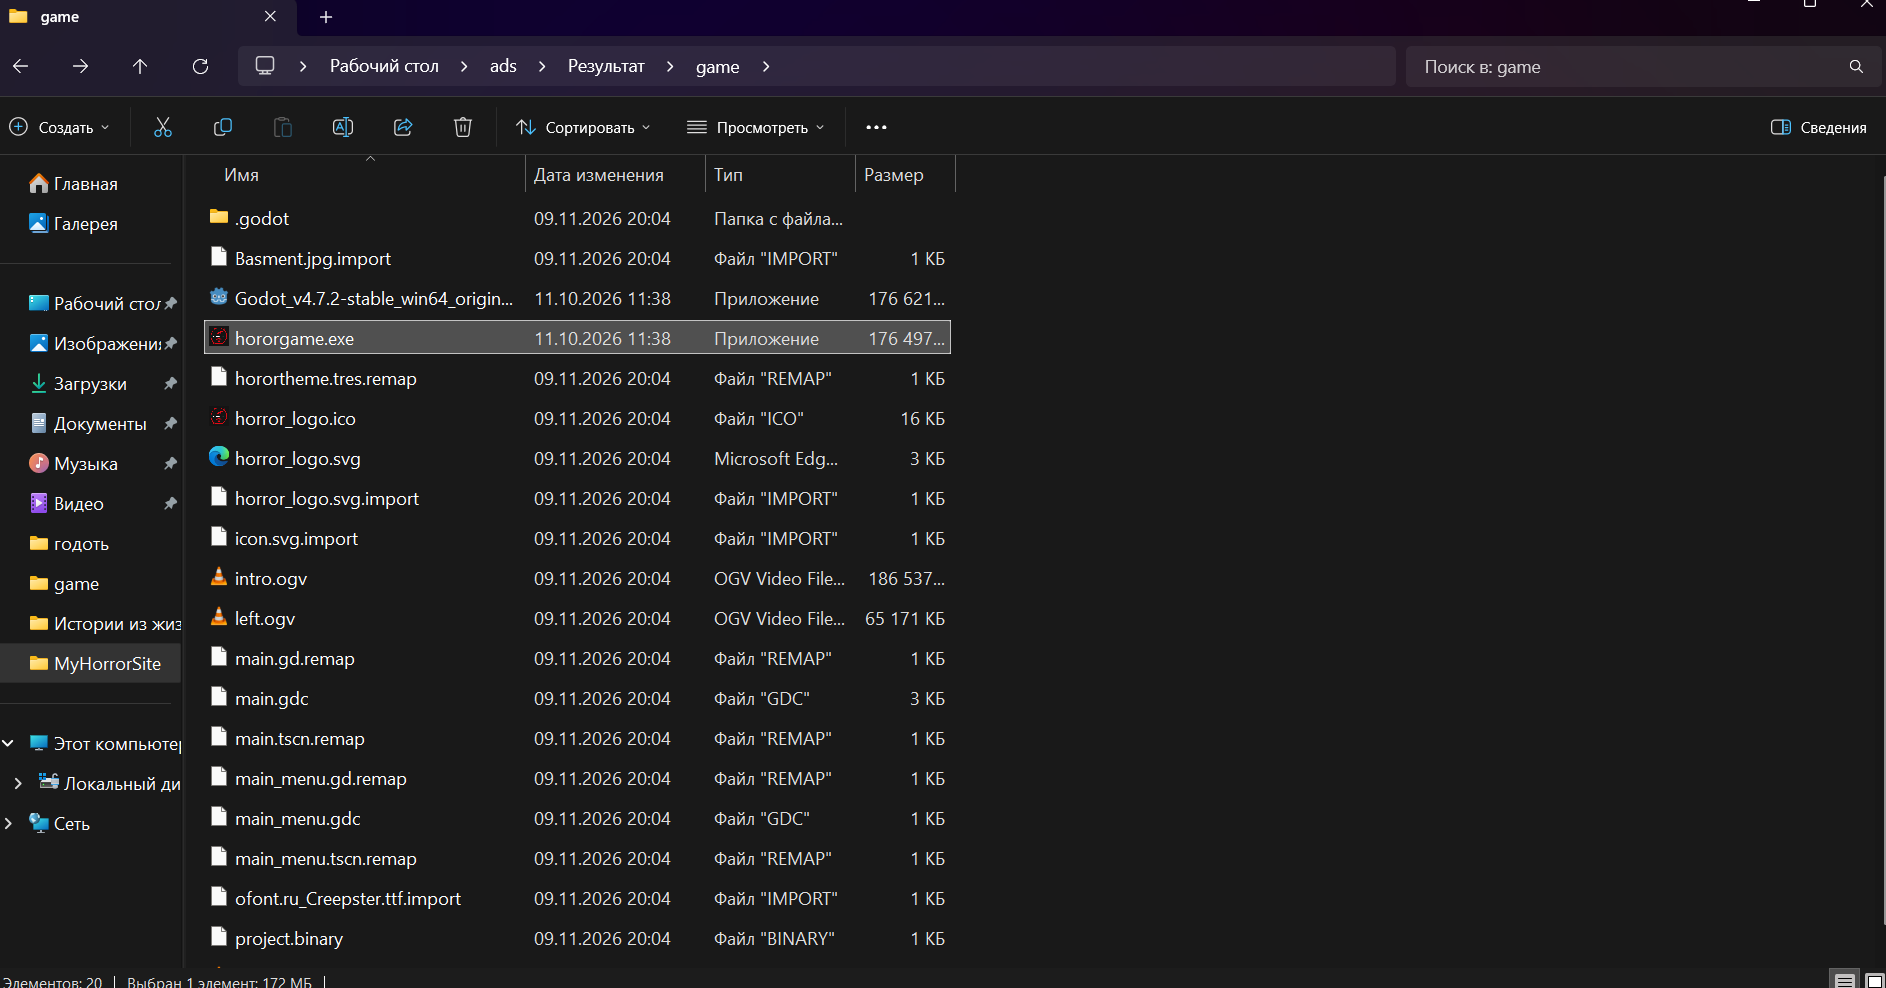 game
Рабочий стол
ads
Результат
game
Поиск в: game
Создать
Сортировать
Просмотреть
Сведения
Главная
Галерея
Рабочий стол
Изображения
Загрузки
Документы
Музыка
Видео
годоть
game
Истории из жиз
MyHorrorSite
Этот компьютер
Локальный ди
Сеть
Имя Дата изменения Тип Размер
.godot 09.11.2026 20:04 Папка с файла...
Basment.jpg.import 09.11.2026 20:04 Файл "IMPORT" 1 КБ
Godot_v4.7.2-stable_win64_origin... 11.10.2026 11:38 Приложение 176 621...
hororgame.exe 11.10.2026 11:38 Приложение 176 497...
horortheme.tres.remap 09.11.2026 20:04 Файл "REMAP" 1 КБ
horror_logo.ico 09.11.2026 20:04 Файл "ICO" 16 КБ
horror_logo.svg 09.11.2026 20:04 Microsoft Edg... 3 КБ
horror_logo.svg.import 09.11.2026 20:04 Файл "IMPORT" 1 КБ
icon.svg.import 09.11.2026 20:04 Файл "IMPORT" 1 КБ
intro.ogv 09.11.2026 20:04 OGV Video File... 186 537...
left.ogv 09.11.2026 20:04 OGV Video File... 65 171 КБ
main.gd.remap 09.11.2026 20:04 Файл "REMAP" 1 КБ
main.gdc 09.11.2026 20:04 Файл "GDC" 3 КБ
main.tscn.remap 09.11.2026 20:04 Файл "REMAP" 1 КБ
main_menu.gd.remap 09.11.2026 20:04 Файл "REMAP" 1 КБ
main_menu.gdc 09.11.2026 20:04 Файл "GDC" 1 КБ
main_menu.tscn.remap 09.11.2026 20:04 Файл "REMAP" 1 КБ
ofont.ru_Creepster.ttf.import 09.11.2026 20:04 Файл "IMPORT" 1 КБ
project.binary 09.11.2026 20:04 Файл "BINARY" 1 КБ
Элементов: 20
Выбран 1 элемент: 172 МБ